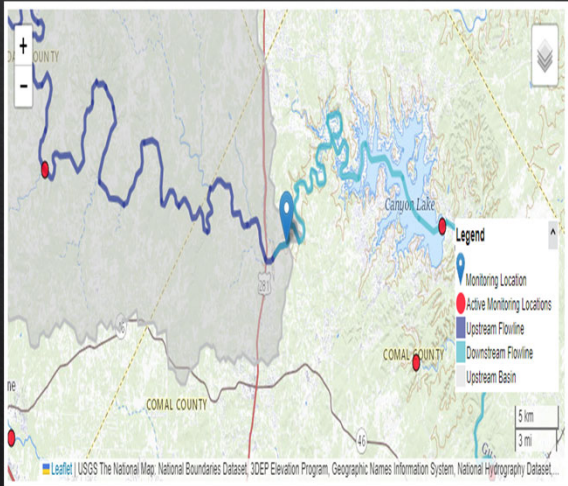 +
COUNTY
−
Canyon Lake
281
Legend
^
Monitoring Location
Active Monitoring Locations
Upstream Flowline
Downstream Flowline
Upstream Basin
COMAL COUNTY
ne
COMAL COUNTY
46
5 km
3 mi
Leaflet | USGS The National Map: National Boundaries Dataset, 3DEP Elevation Program, Geographic Names Information System, National Hydrography Dataset,...